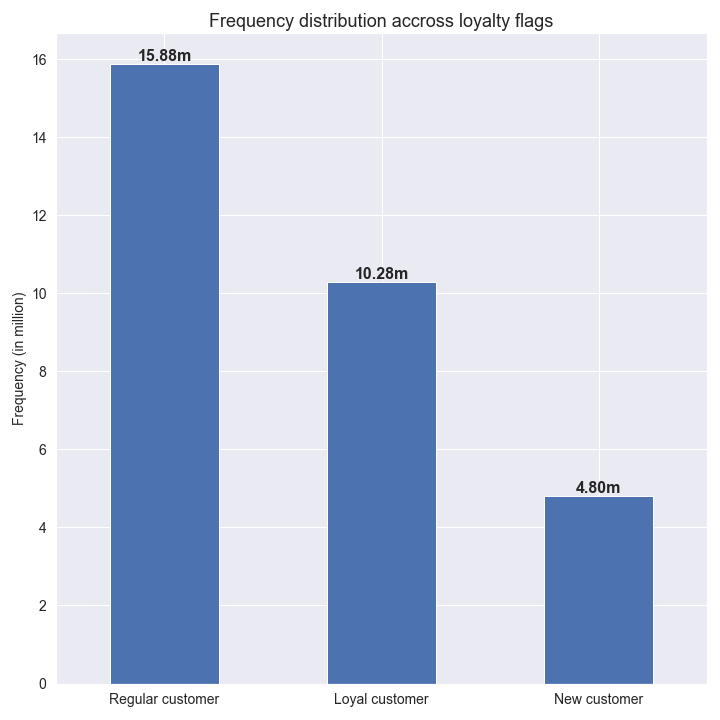 Frequency distribution accross loyalty flags
Frequency (in million)
16
14
12
10
8
6
4
2
0
15.88m
10.28m
4.80m
Regular customer
Loyal customer
New customer